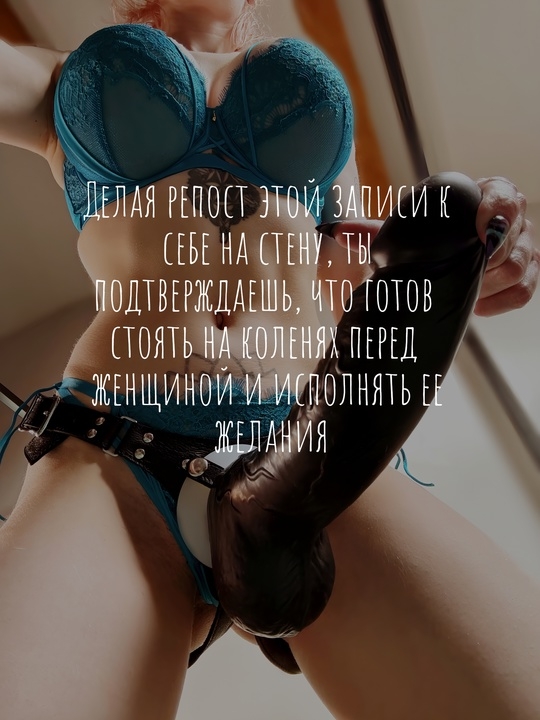 Делая репост этой записи к
себе на стену, ты
подтверждаешь, что готов
стоять на коленях перед
женщиной и исполнять ее
желания